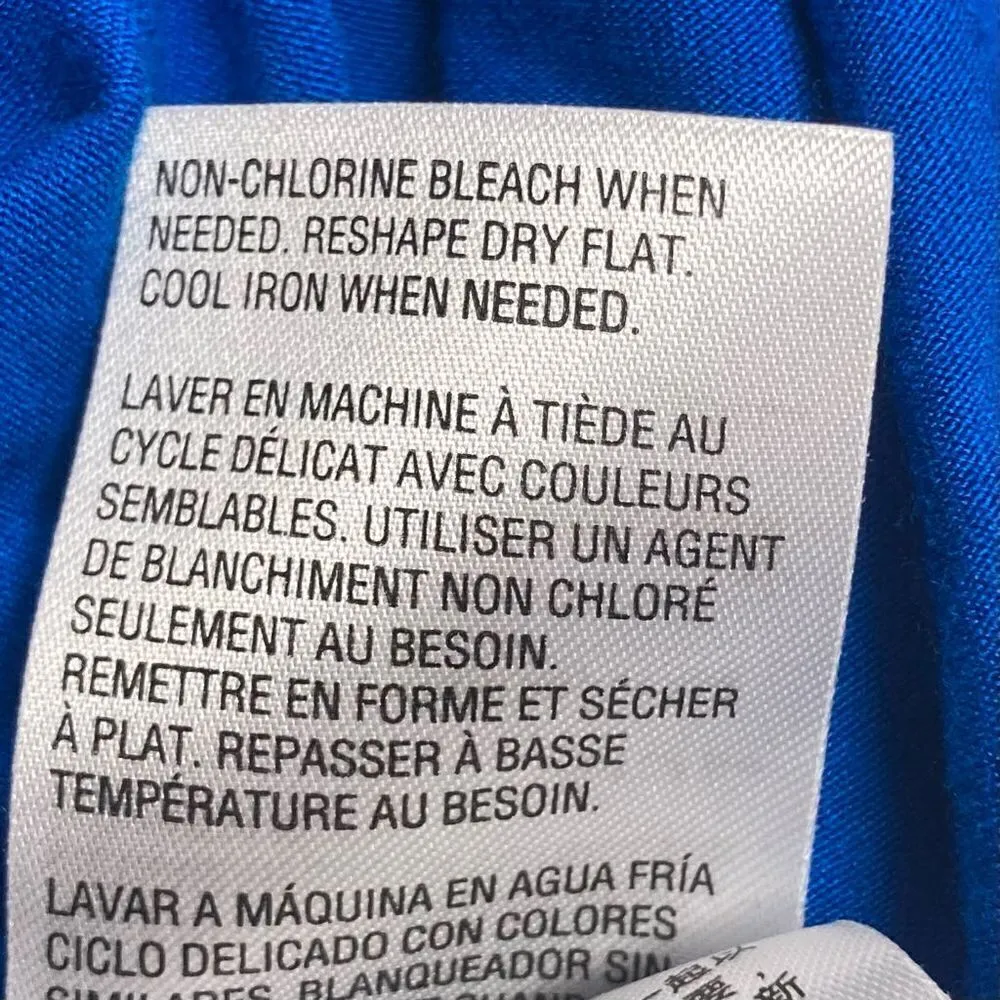 NON-CHLORINE BLEACH WHEN
NEEDED. RESHAPE DRY FLAT.
COOL IRON WHEN NEEDED.
LAVER EN MACHINE À TIÈDE AU
CYCLE DÉLICAT AVEC COULEURS
SEMBLABLES. UTILISER UN AGENT
DE BLANCHIMENT NON CHLORÉ
SEULEMENT AU BESOIN.
REMETTRE EN FORME ET SÉCHER
À PLAT. REPASSER À BASSE
TEMPÉRATURE AU BESOIN.
LAVAR A MÁQUINA EN AGUA FRÍA
CICLO DELICADO CON COLORES
BLANQUEADOR SIN